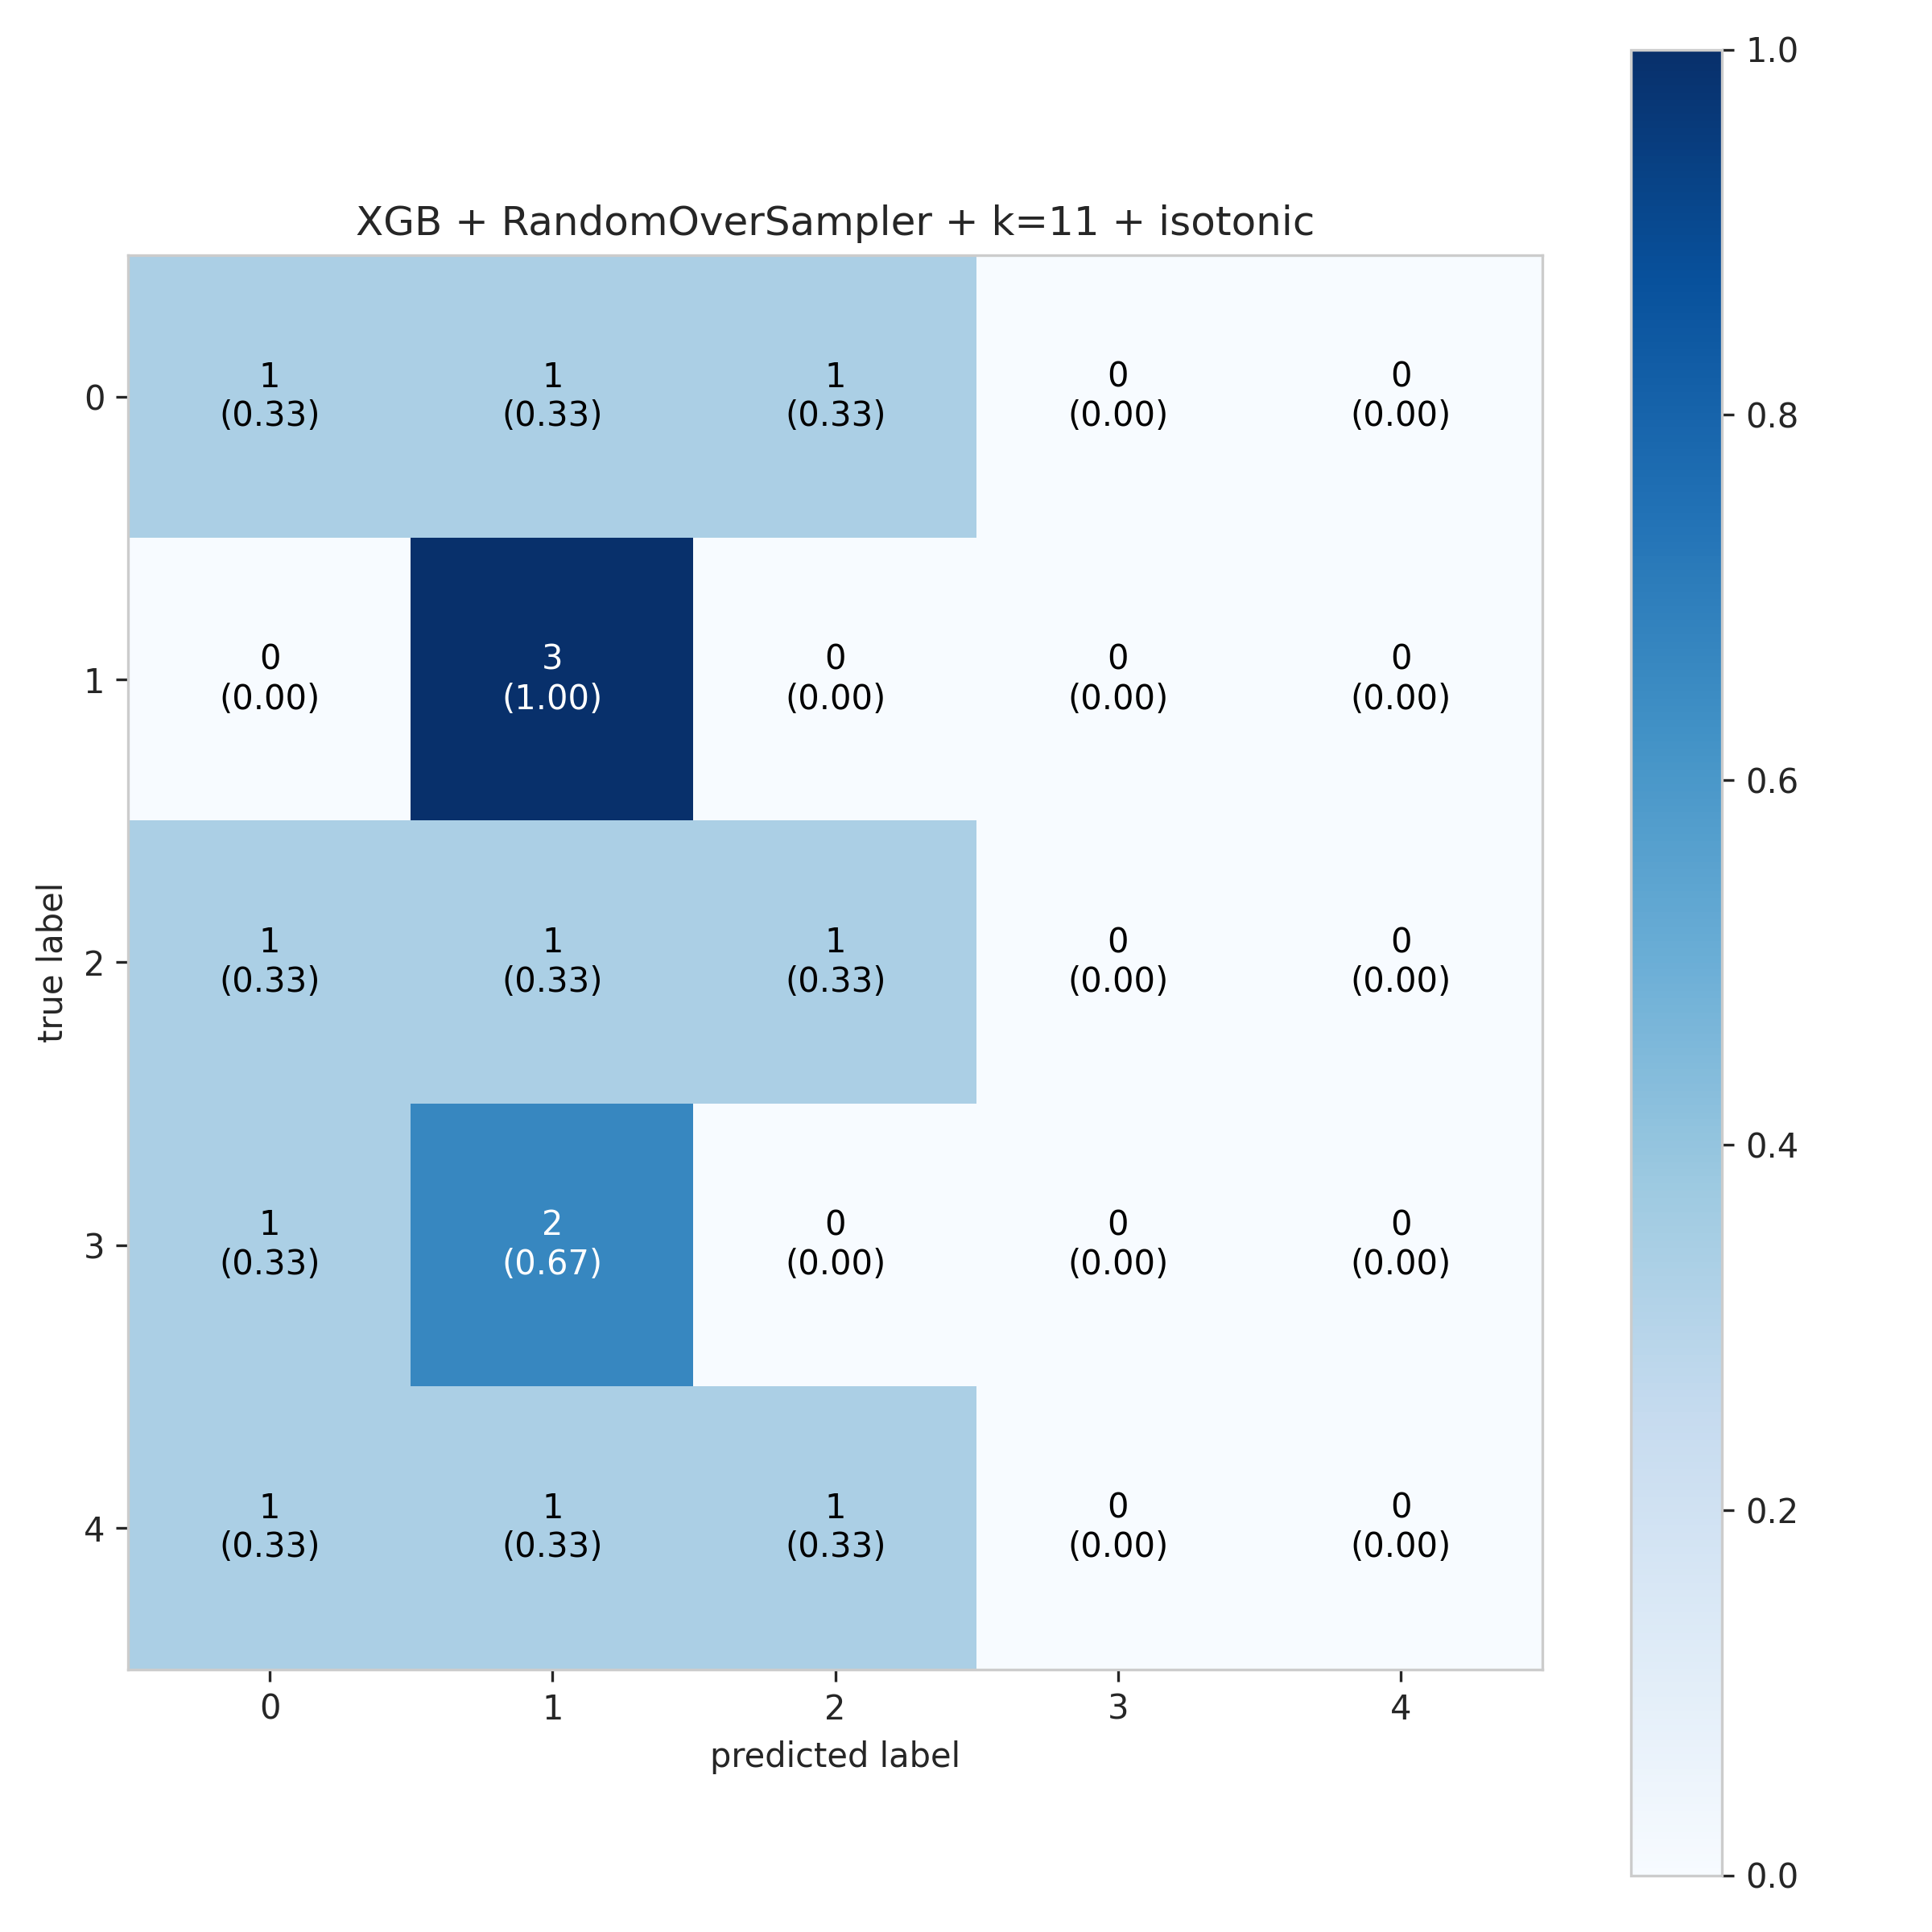 XGB + RandomOverSampler + k=11 + isotonic
1 1 1 0 0
(0.33) (0.33) (0.33) (0.00) (0.00)
0
0 3 0 0 0
(0.00) (1.00) (0.00) (0.00) (0.00)
1
1 1 1 0 0
(0.33) (0.33) (0.33) (0.00) (0.00)
2
1 2 0 0 0
(0.33) (0.67) (0.00) (0.00) (0.00)
3
1 1 1 0 0
(0.33) (0.33) (0.33) (0.00) (0.00)
4
true label
0 1 2 3 4
predicted label
1.0
0.8
0.6
0.4
0.2
0.0